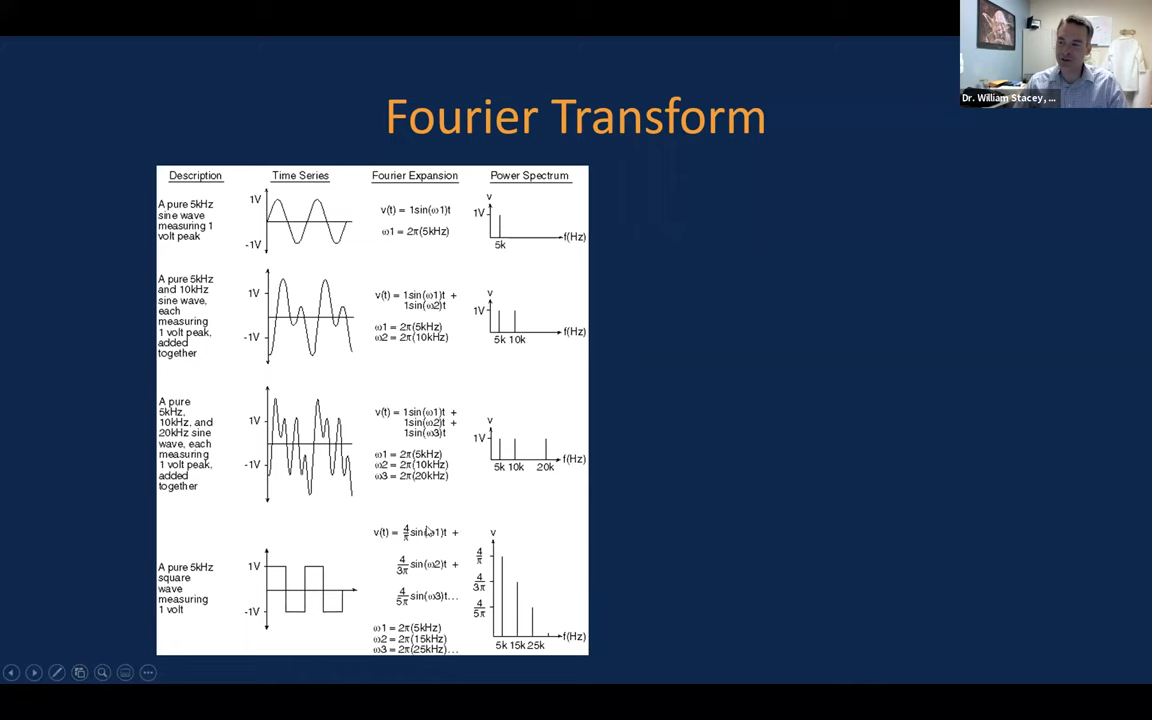 Dr. William Stacey, ...
Fourier Transform
Description
Time Series
Fourier Expansion
Power Spectrum
A pure 5kHz
sine wave
measuring 1
volt peak
1V
-1V
v(t) = 1sin(ω1)t
ω1 = 2π(5kHz)
v
1V
5k
f(Hz)
A pure 5kHz
and 10kHz
sine wave,
each
measuring
1 volt peak,
added
together
1V
-1V
v(t) = 1sin(ω1)t +
1sin(ω2)t
ω1 = 2π(5kHz)
ω2 = 2π(10kHz)
v
1V
5k 10k
f(Hz)
A pure
5kHz,
10kHz, and
20kHz sine
wave, each
measuring
1 volt peak,
added
together
1V
-1V
v(t) = 1sin(ω1)t +
1sin(ω2)t +
1sin(ω3)t
ω1 = 2π(5kHz)
ω2 = 2π(10kHz)
ω3 = 2π(20kHz)
v
1V
5k 10k 20k
f(Hz)
A pure 5kHz
square
wave
measuring
1 volt
1V
-1V
v(t) = 4/π sin(ω1)t +
4/3π sin(ω2)t +
4/5π sin(ω3)t...
ω1 = 2π(5kHz)
ω2 = 2π(15kHz)
ω3 = 2π(25kHz)...
v
4/π
4/3π
4/5π
5k 15k 25k
f(Hz)